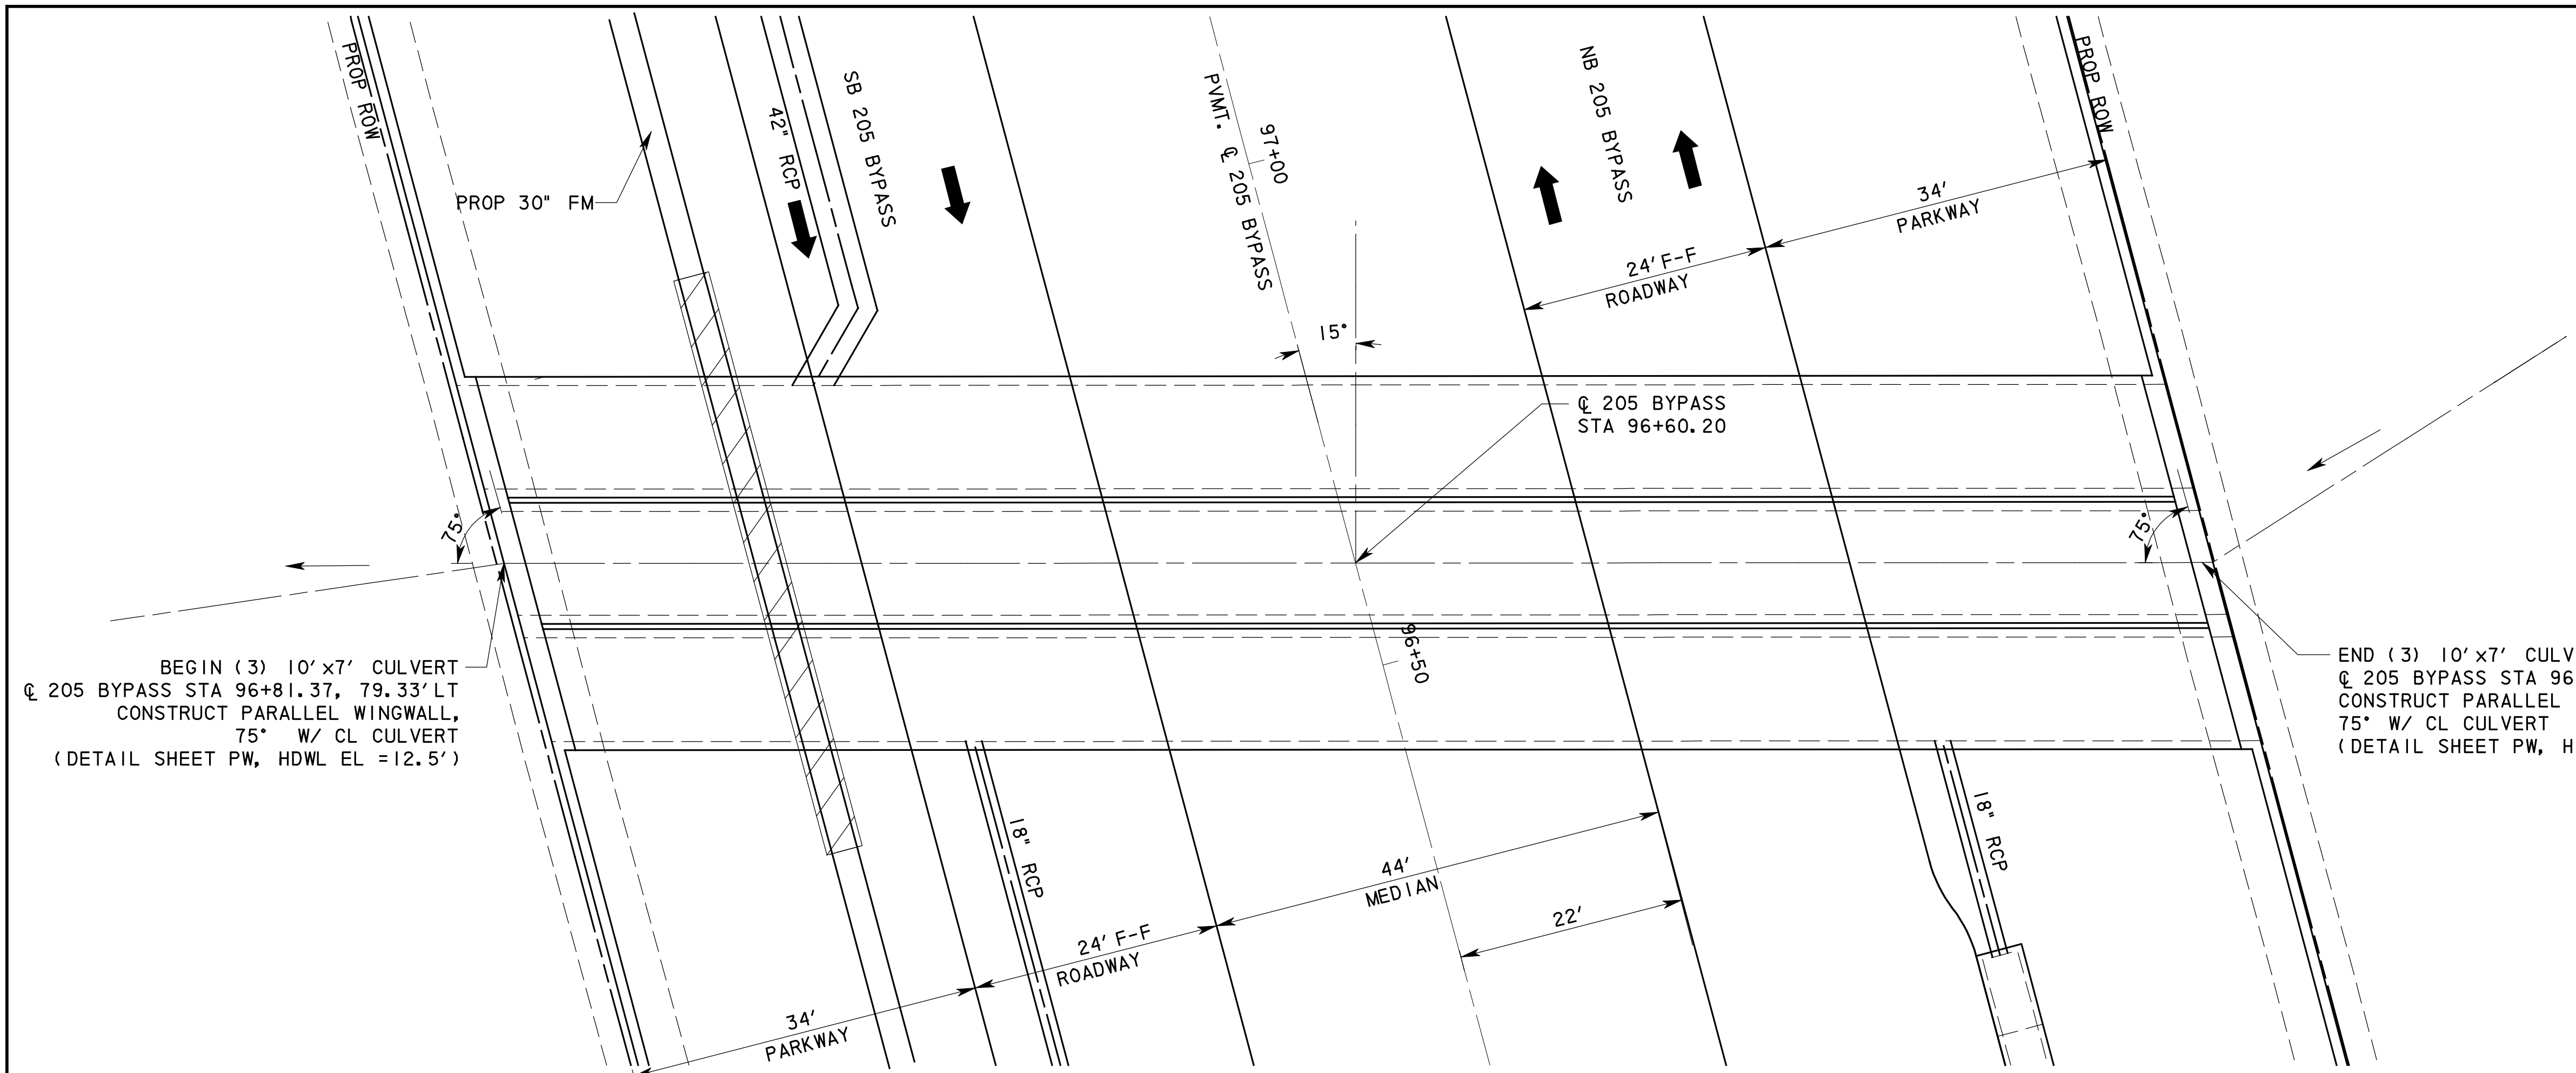 PROP ROW
PROP 30" FM
42" RCP
SB 205 BYPASS
PVMT. ℄ 205 BYPASS
97+00
NB 205 BYPASS
PROP ROW
34'
PARKWAY
24' F-F
ROADWAY
15°
℄ 205 BYPASS
STA 96+60.20
75°
75°
96+50
BEGIN (3) 10'x7' CULVERT
℄ 205 BYPASS STA 96+81.37, 79.33' LT
CONSTRUCT PARALLEL WINGWALL,
75° W/ CL CULVERT
(DETAIL SHEET PW, HDWL EL =12.5')
END (3) 10'x7' CULV
℄ 205 BYPASS STA 96
CONSTRUCT PARALLEL
75° W/ CL CULVERT
(DETAIL SHEET PW, H
18" RCP
18" RCP
44'
MEDIAN
22'
24' F-F
ROADWAY
34'
PARKWAY